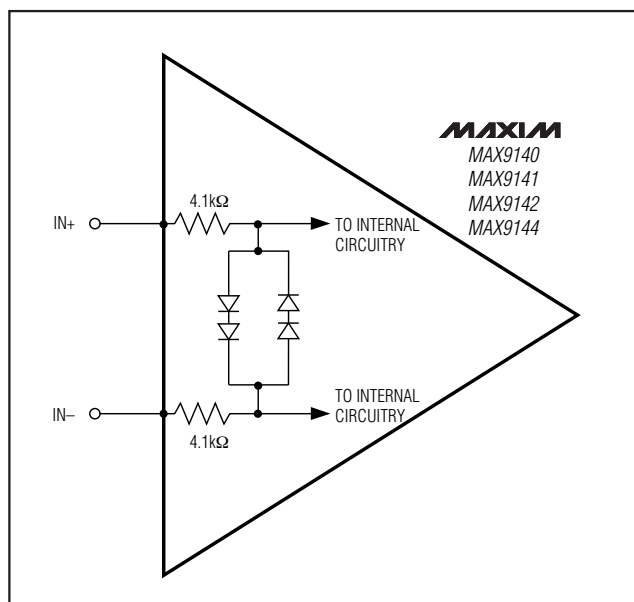 MAXIM
MAX9140
MAX9141
MAX9142
MAX9144
4.1kΩ
IN+
TO INTERNAL
CIRCUITRY
TO INTERNAL
CIRCUITRY
IN–
4.1kΩ